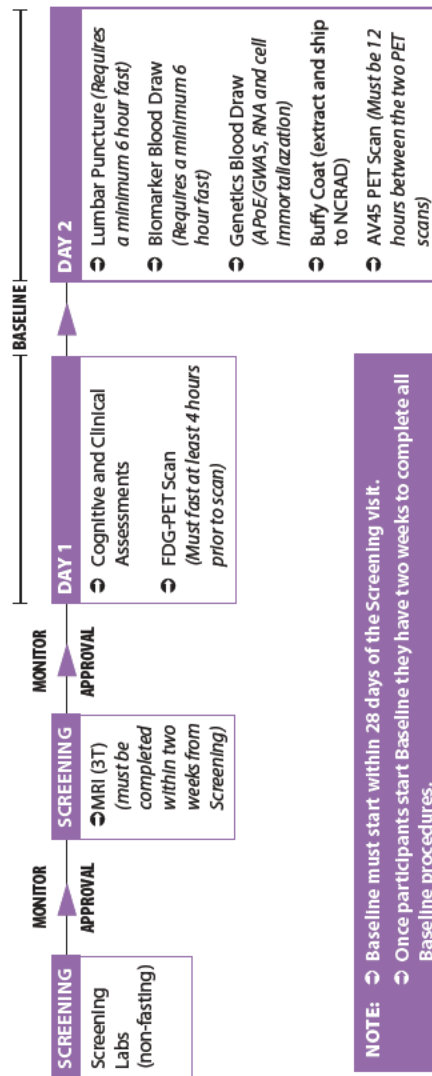 SCREENING
Screening
Labs
(non-fasting)
MONITOR
APPROVAL
SCREENING
➲MRI (3T)
(must be
completed
within two
weeks from
Screening)
MONITOR
APPROVAL
BASELINE
DAY 1
➲ Cognitive and Clinical
Assessments
➲ FDG-PET Scan
(Must fast at least 4 hours
prior to scan)
DAY 2
➲ Lumbar Puncture (Requires
a minimum 6 hour fast)
➲ Biomarker Blood Draw
(Requires a minimum 6
hour fast)
➲ Genetics Blood Draw
(APoE/GWAS, RNA and cell
Immortaliazation)
➲ Buffy Coat (extract and ship
to NCRAD)
➲ AV45 PET Scan (Must be 12
hours between the two PET
scans)
NOTE: ➲ Baseline must start within 28 days of the Screening visit.
➲ Once participants start Baseline they have two weeks to complete all
Baseline procedures.